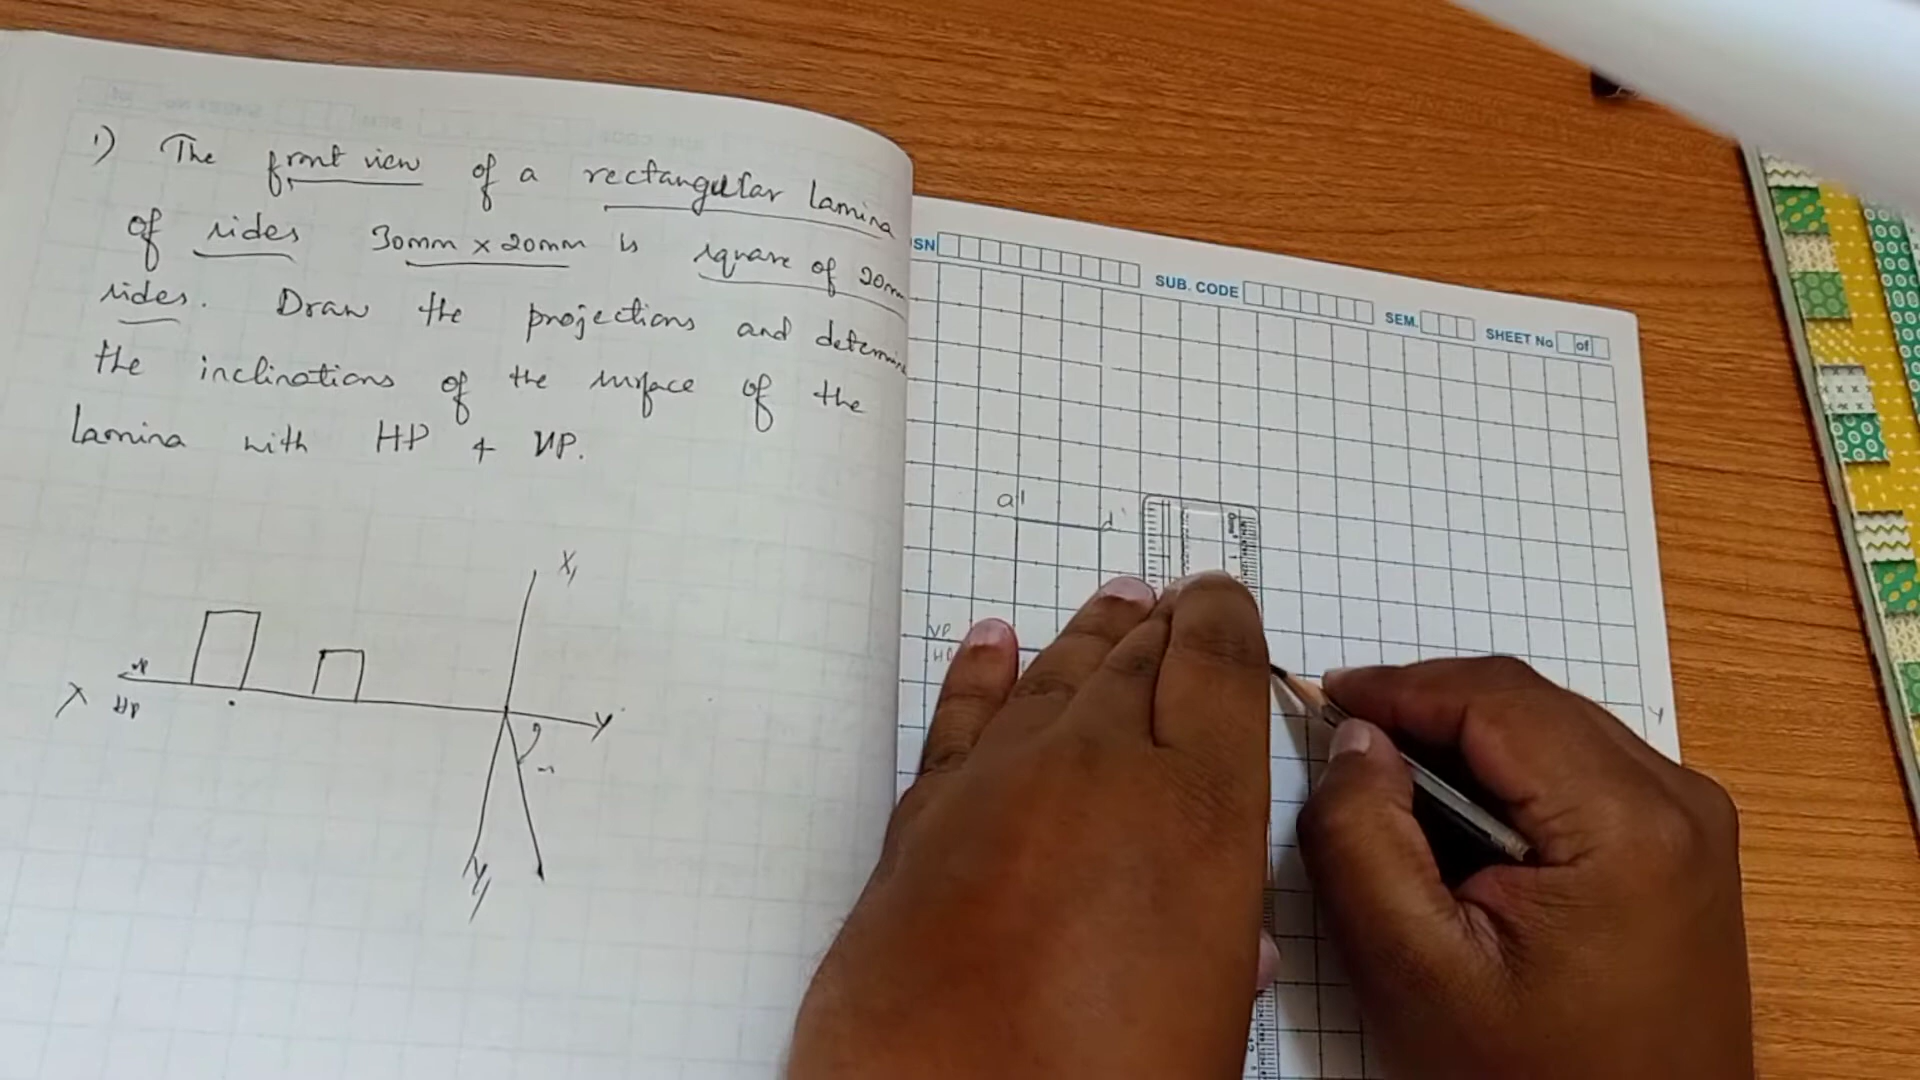 1) The front view of a rectangular lamina
of sides 30mm x 20mm is square of 20mm
sides. Draw the projections and determine
the inclinations of the surface of the
lamina with HP & VP.
SN SUB. CODE SEM. SHEET No of
a' d'
X1
VP
HP
X VP
HP
Y
Y
Y1